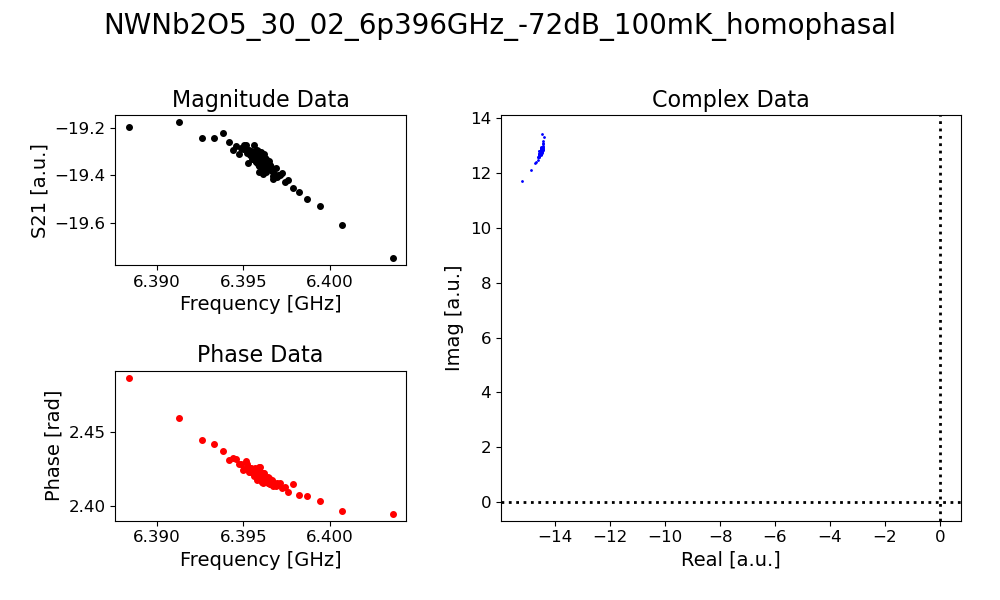 NWNb2O5_30_02_6p396GHz_-72dB_100mK_homophasal
Magnitude Data
S21 [a.u.]
−19.2
−19.4
−19.6
6.390
6.395
6.400
Frequency [GHz]
Phase Data
Phase [rad]
2.45
2.40
6.390
6.395
6.400
Frequency [GHz]
Complex Data
Imag [a.u.]
14
12
10
8
6
4
2
0
−14
−12
−10
−8
−6
−4
−2
0
Real [a.u.]